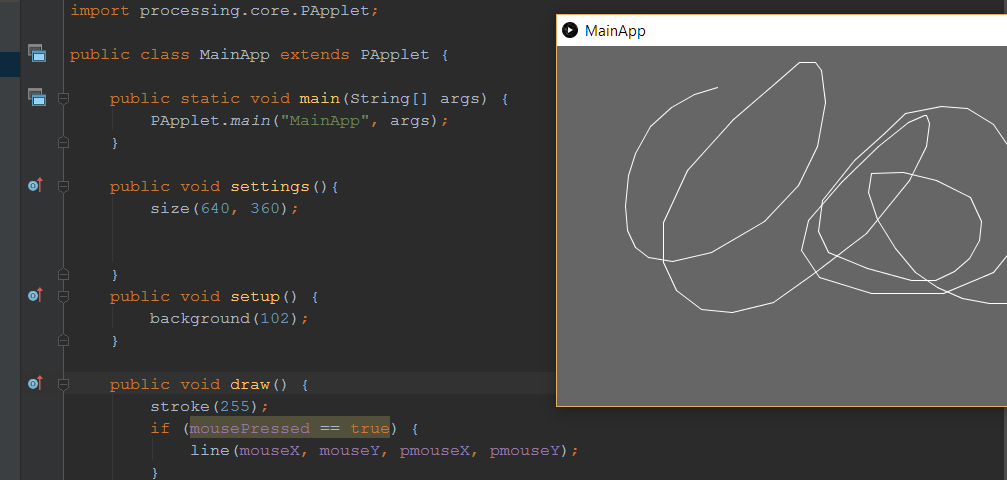 import processing.core.PApplet;
public class MainApp extends PApplet {
public static void main(String[] args) {
PApplet.main("MainApp", args);
}
public void settings(){
size(640, 360);
}
public void setup() {
background(102);
}
public void draw() {
stroke(255);
if (mousePressed == true) {
line(mouseX, mouseY, pmouseX, pmouseY);
}
MainApp